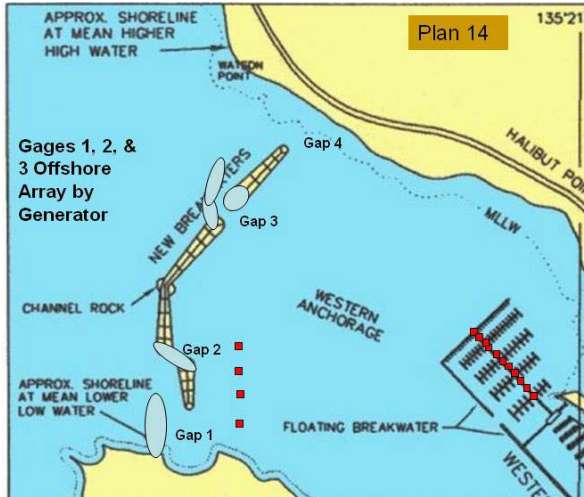 APPROX. SHORELINE
AT MEAN HIGHER
HIGH WATER
Plan 14
135°21
WATSON
POINT
Gages 1, 2, &
3 Offshore
Array by
Generator
Gap 4
HALIBUT PO
NEW BREAKWATERS
Gap 3
MLLW
CHANNEL ROCK
WESTERN
ANCHORAGE
Gap 2
APPROX. SHORELINE
AT MEAN LOWER
LOW WATER
Gap 1
FLOATING BREAKWATER
WESTE